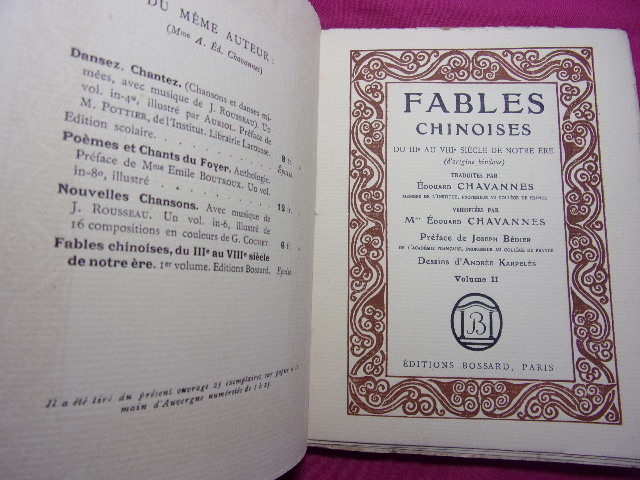 DU MÊME AUTEUR :
(Mme A. Éd. Chavannes)
Dansez. Chantez. (Chansons et danses mi-
mées, avec musique de J. ROUSSEAU). Un
vol. in-4º, illustré par AURIOL. Préface de
M. POTTIER, de l'Institut. Librairie Larousse.
Édition scolaire. 8 fr.
Poèmes et Chants du Foyer. Anthologie.
Préface de Mme Emile BOUTROUX. Un vol.
in-8º, illustré Épuisé
Nouvelles Chansons. Avec musique de
J. ROUSSEAU. Un vol. in-6, illustré de
16 compositions en couleurs de G. COCHET.
Fables chinoises, du IIIe au VIIIe siècle
de notre ère. 1er volume. Editions Bossard. Épuisé
Il a été tiré du présent ouvrage 25 exemplaires sur papier à la
main d'Auvergne numérotés de 1 à 25.
FABLES
CHINOISES
DU IIIe AU VIIIe SIÈCLE DE NOTRE ÈRE
(d'origine hindoue)
TRADUITES PAR
ÉDOUARD CHAVANNES
MEMBRE DE L'INSTITUT, PROFESSEUR AU COLLÈGE DE FRANCE
VERSIFIÉES PAR
Mme ÉDOUARD CHAVANNES
Préface de JOSEPH BÉDIER
DE L'ACADÉMIE FRANÇAISE, PROFESSEUR AU COLLÈGE DE FRANCE
Dessins d'ANDRÉE KARPELÈS
Volume II
B
ÉDITIONS BOSSARD, PARIS